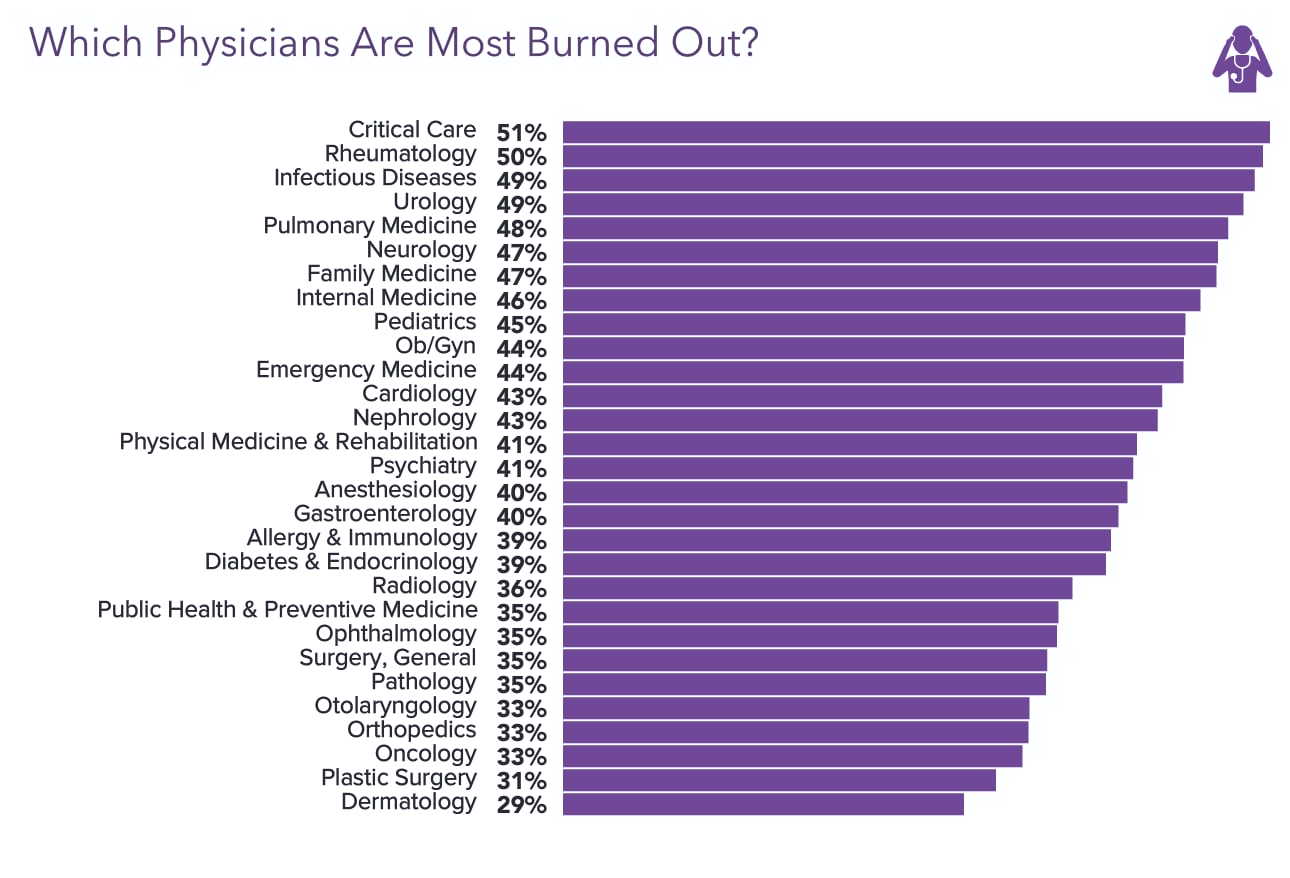 Which Physicians Are Most Burned Out?
Critical Care 51%
Rheumatology 50%
Infectious Diseases 49%
Urology 49%
Pulmonary Medicine 48%
Neurology 47%
Family Medicine 47%
Internal Medicine 46%
Pediatrics 45%
Ob/Gyn 44%
Emergency Medicine 44%
Cardiology 43%
Nephrology 43%
Physical Medicine & Rehabilitation 41%
Psychiatry 41%
Anesthesiology 40%
Gastroenterology 40%
Allergy & Immunology 39%
Diabetes & Endocrinology 39%
Radiology 36%
Public Health & Preventive Medicine 35%
Ophthalmology 35%
Surgery, General 35%
Pathology 35%
Otolaryngology 33%
Orthopedics 33%
Oncology 33%
Plastic Surgery 31%
Dermatology 29%